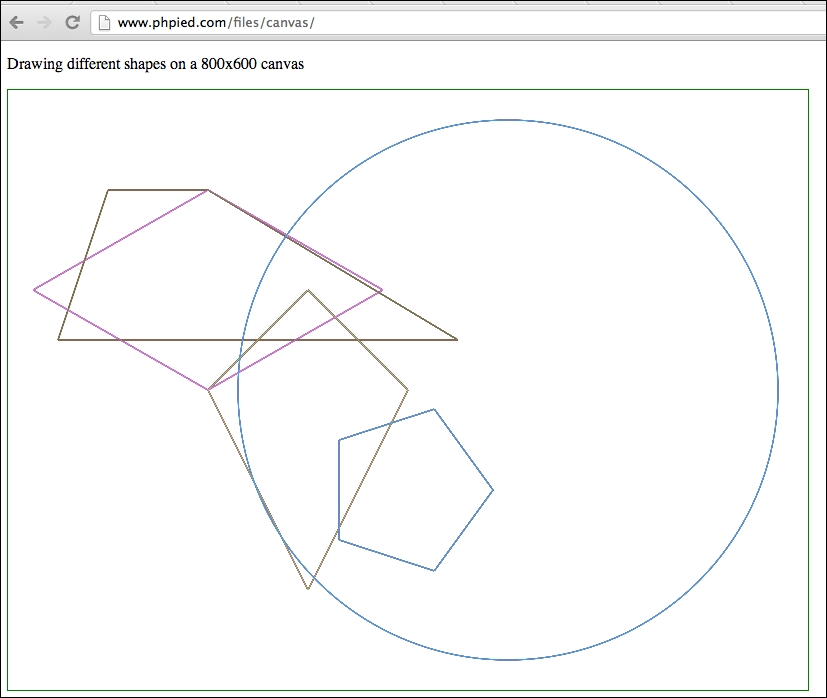 www.phpied.com/files/canvas/
Drawing different shapes on a 800x600 canvas